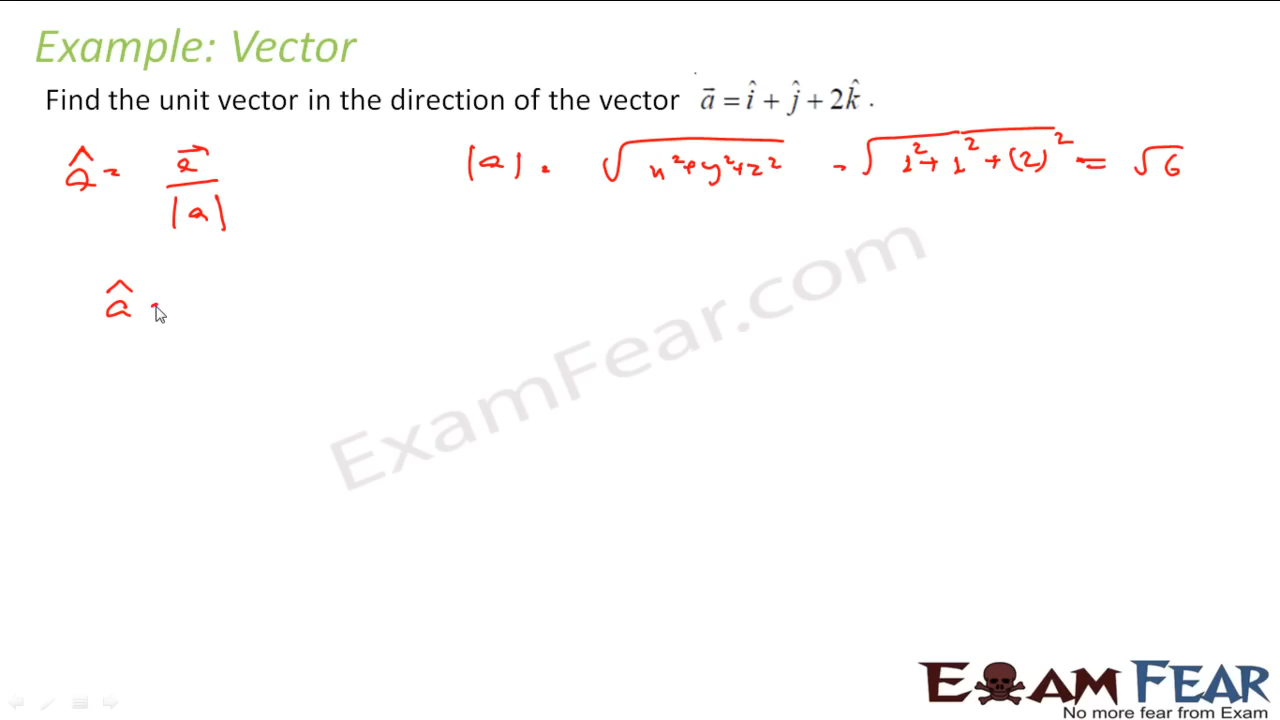 Example: Vector
Find the unit vector in the direction of the vector a⃗ = î + ĵ + 2k̂ .
â = a⃗ / |a|
|a| = √(x²+y²+z²) = √(1²+1²+(2)²) = √6
â
ExamFear.com
EXAM FEAR
No more fear from Exam